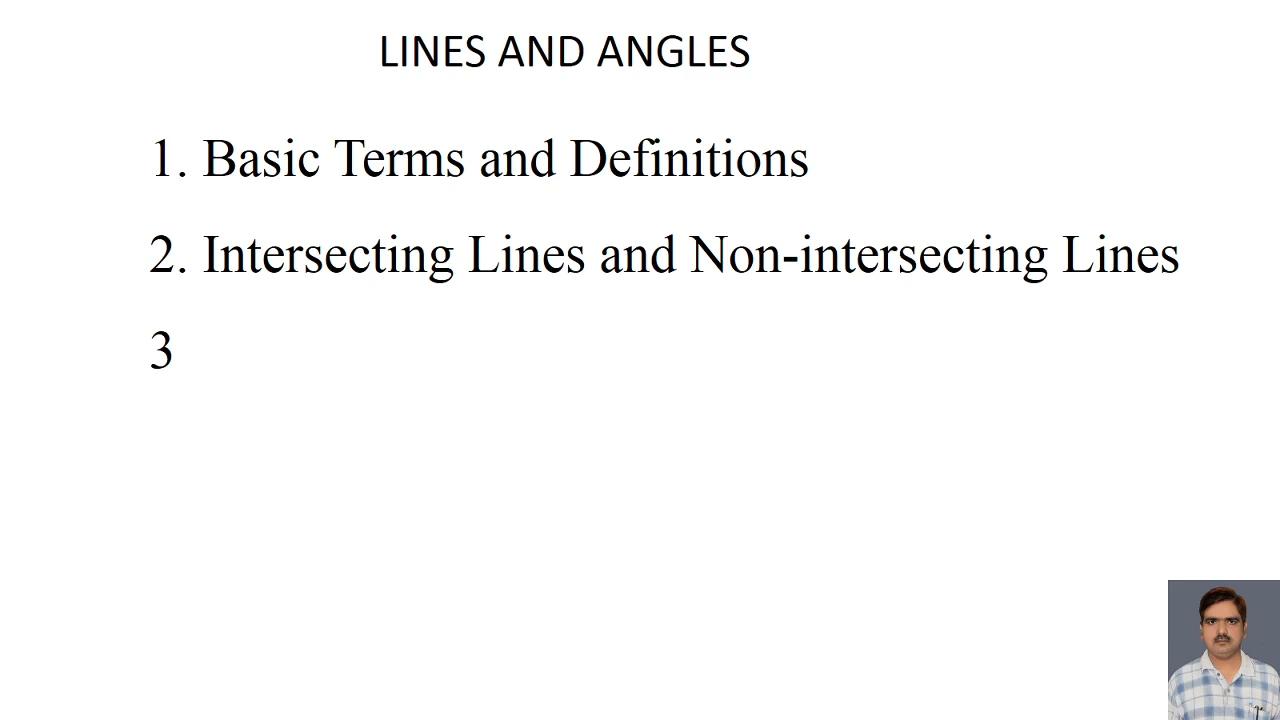 LINES AND ANGLES
1. Basic Terms and Definitions
2. Intersecting Lines and Non-intersecting Lines
3